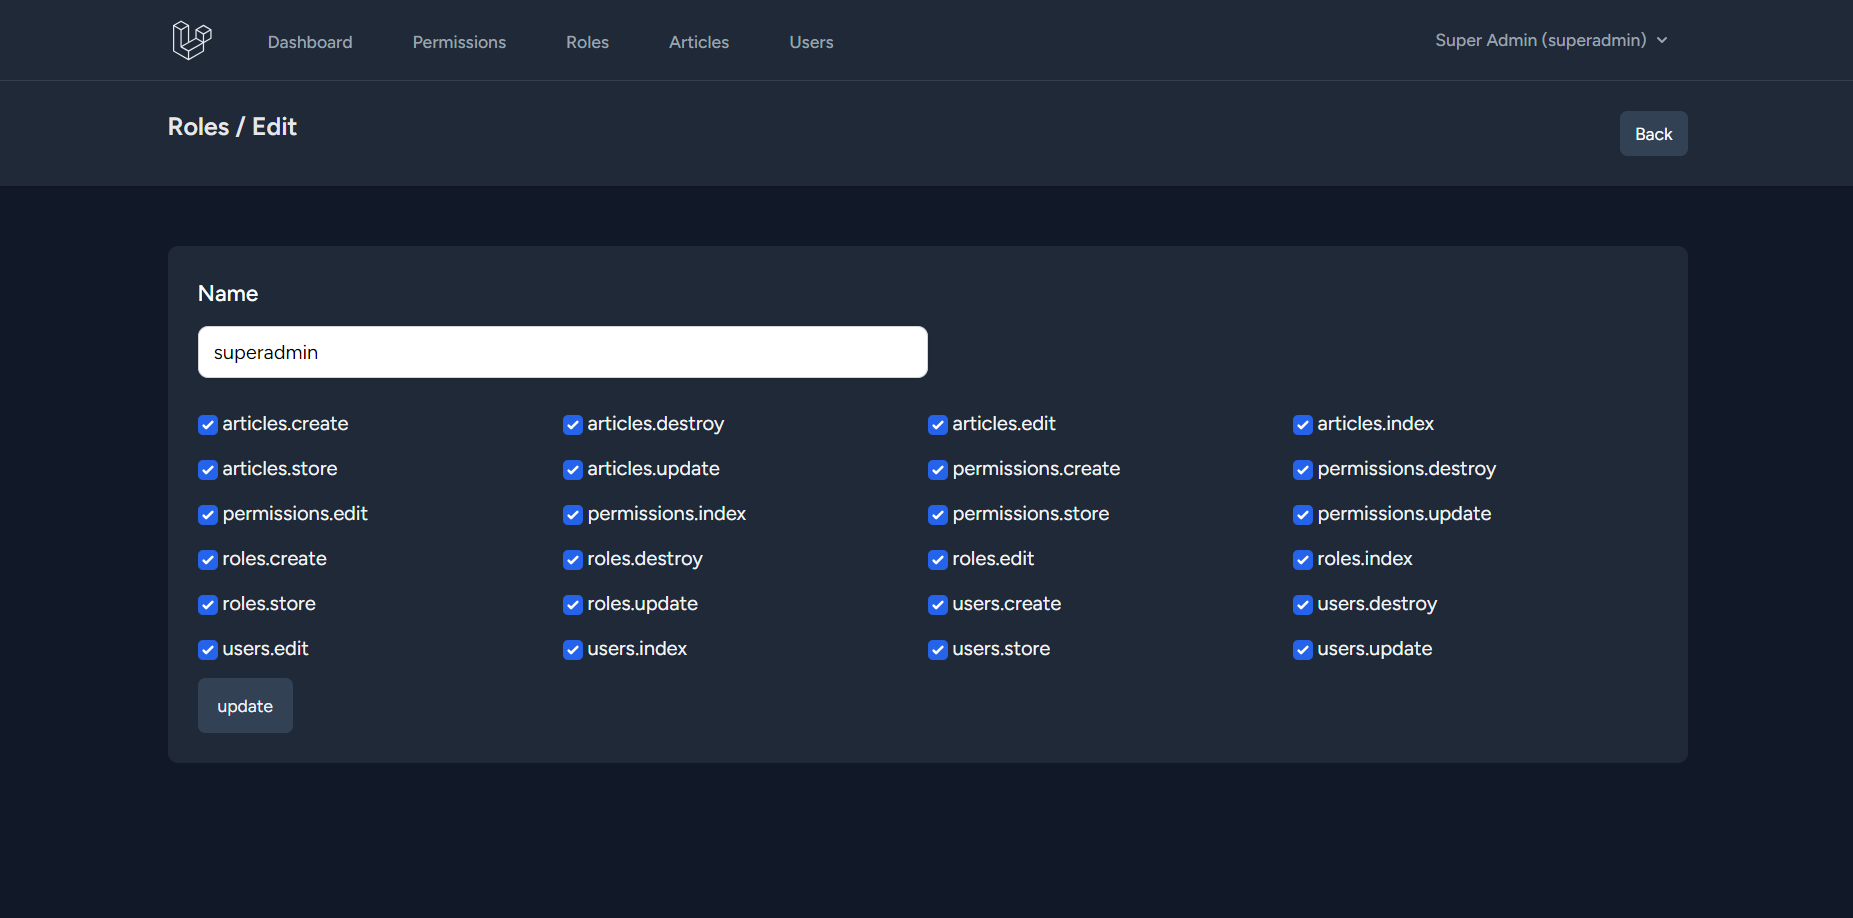 Dashboard Permissions Roles Articles Users Super Admin (superadmin)
Roles / Edit
Back
Name
superadmin
articles.create articles.destroy articles.edit articles.index
articles.store articles.update permissions.create permissions.destroy
permissions.edit permissions.index permissions.store permissions.update
roles.create roles.destroy roles.edit roles.index
roles.store roles.update users.create users.destroy
users.edit users.index users.store users.update
update